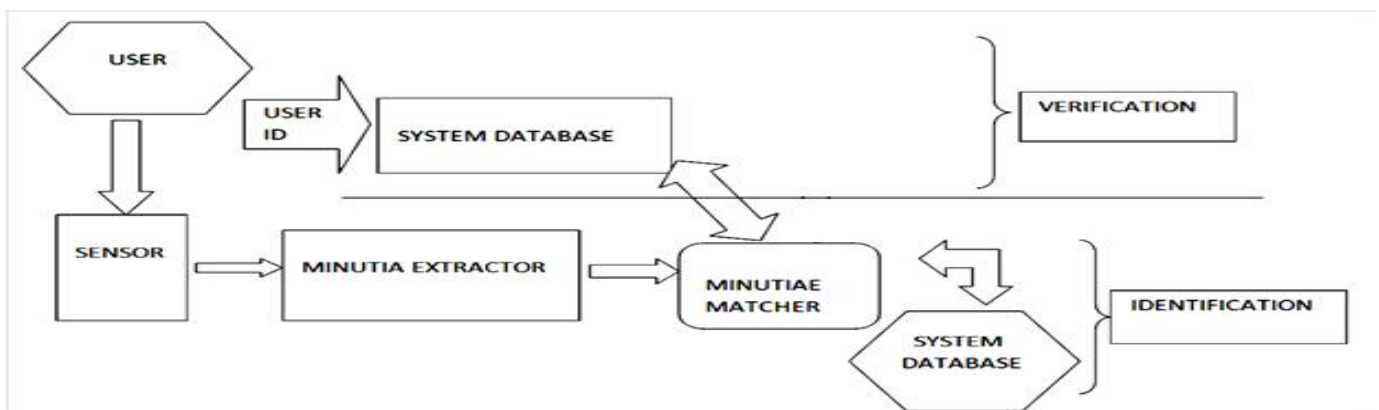 USER
USER
ID
SYSTEM DATABASE
VERIFICATION
SENSOR
MINUTIA EXTRACTOR
MINUTIAE
MATCHER
SYSTEM
DATABASE
IDENTIFICATION